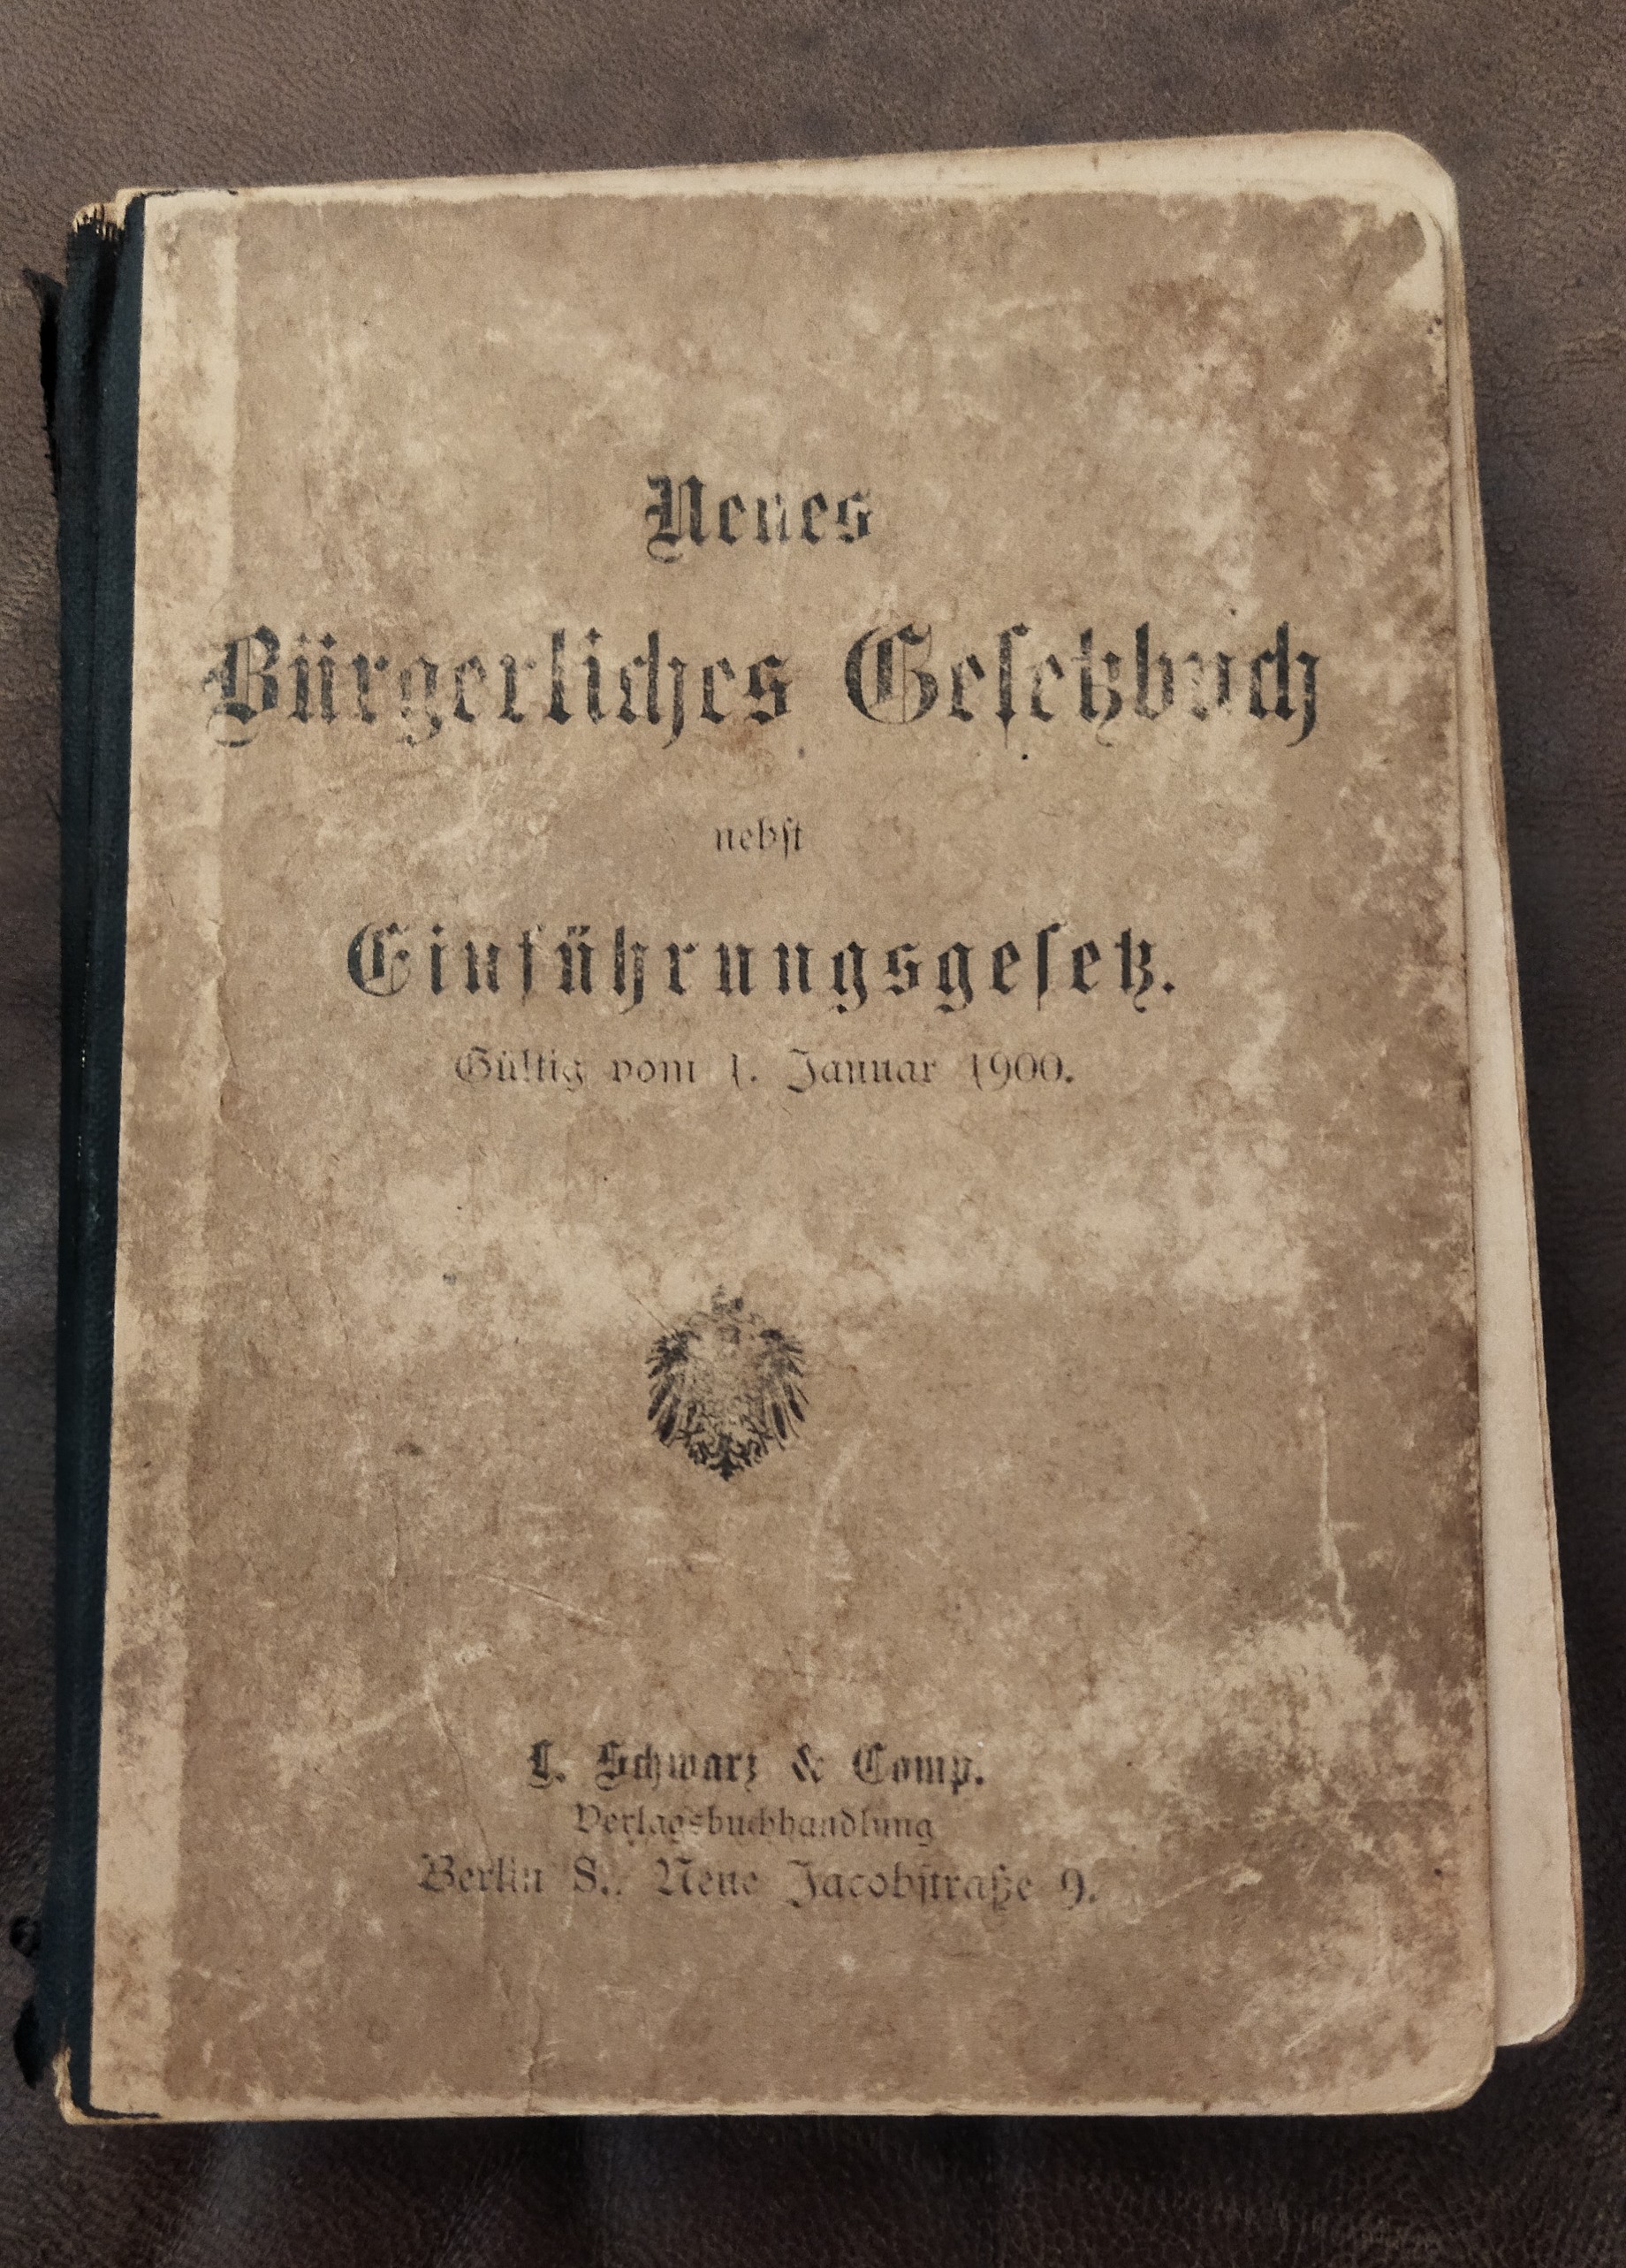 Neues
Bürgerliches Geſetzbuch
nebſt
Einführungsgeſetz.
Gültig vom 1. Januar 1900.
L. Schwarz & Comp.
Verlagsbuchhandlung
Berlin S., Neue Jacobſtraße 9.